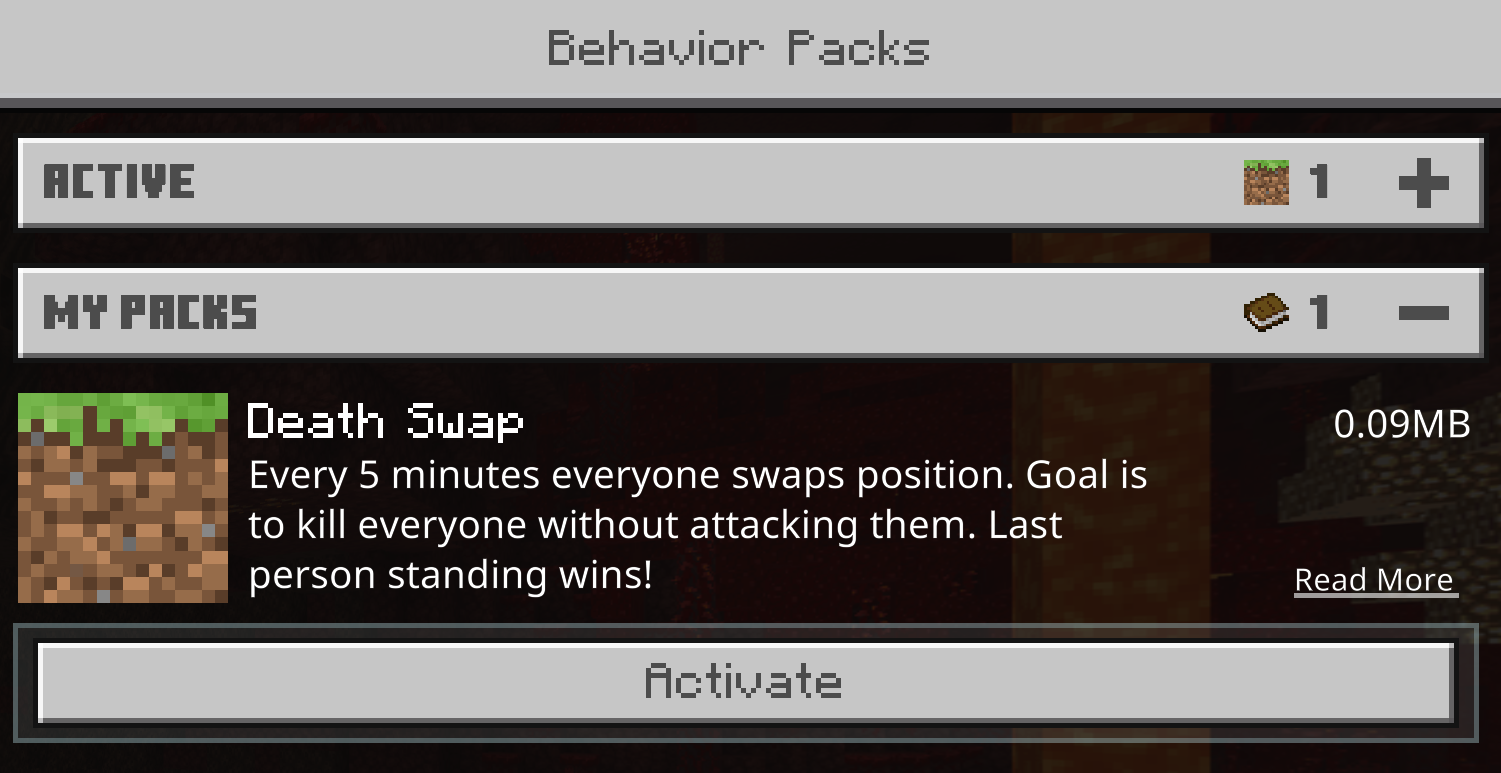 Behavior Packs
ACTIVE 1 +
MY PACKS 1 −
Death Swap 0.09MB
Every 5 minutes everyone swaps position. Goal is
to kill everyone without attacking them. Last
person standing wins!
Read More
Activate